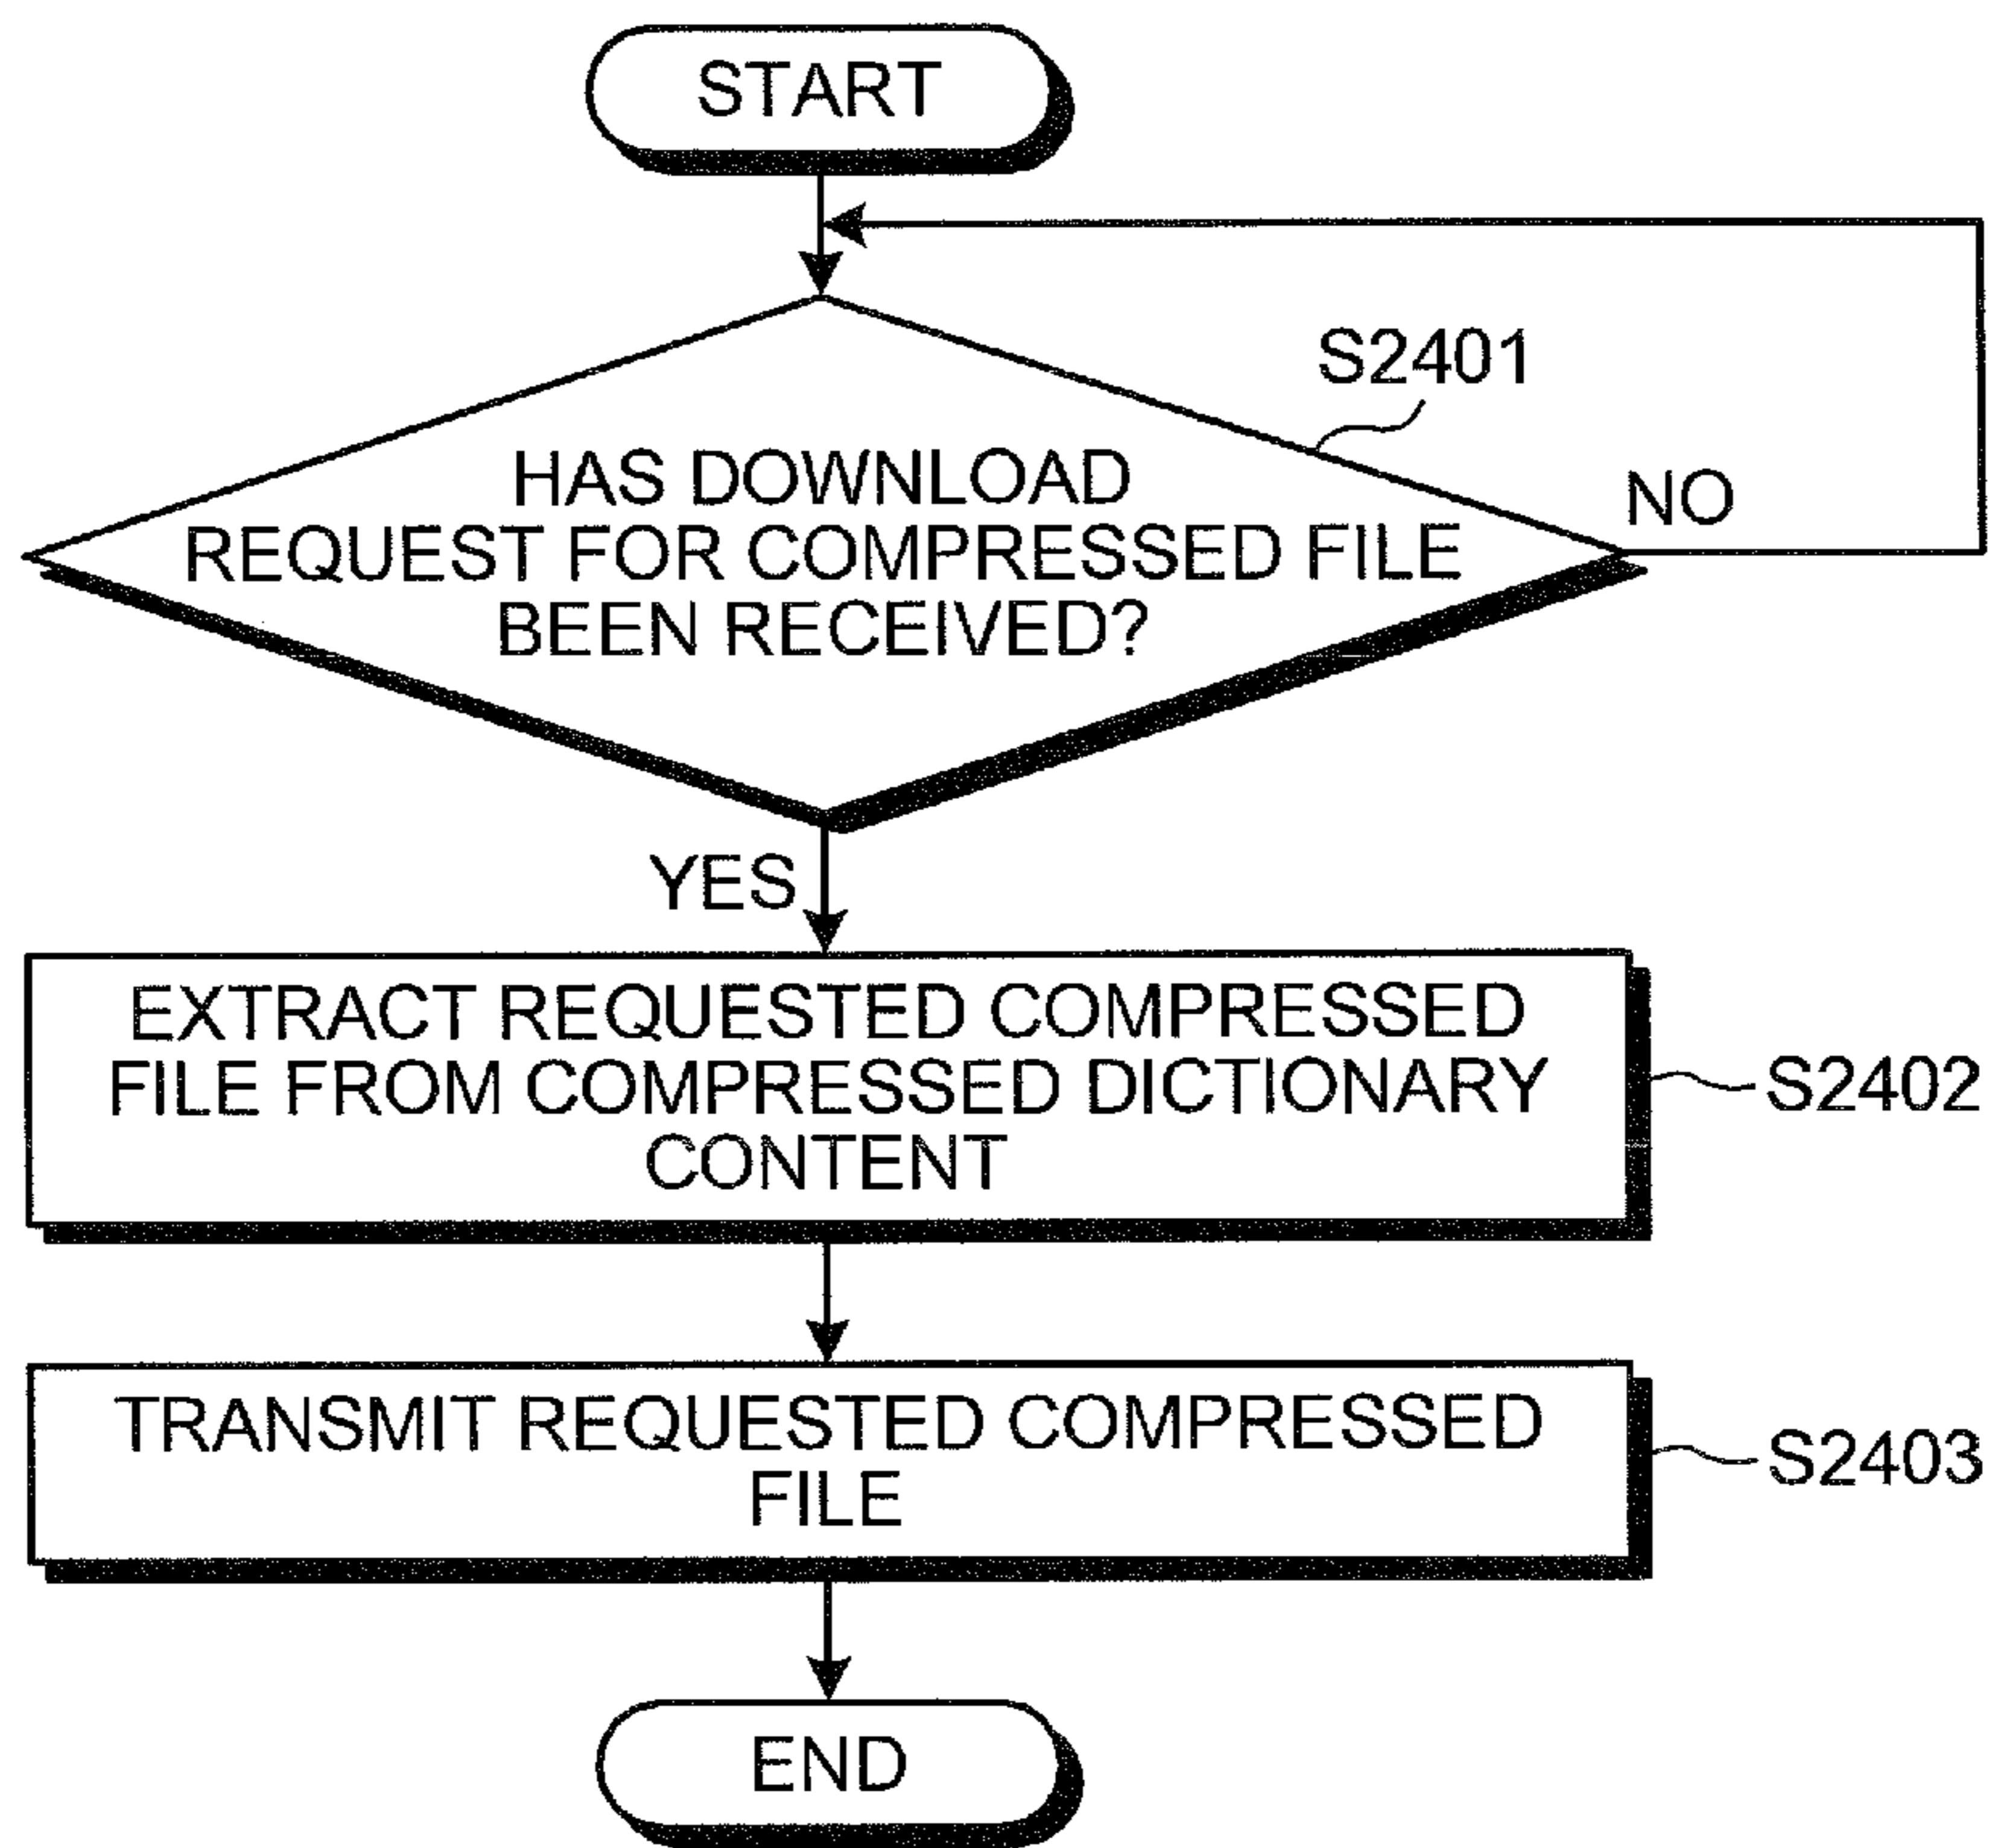 START
S2401
HAS DOWNLOAD
REQUEST FOR COMPRESSED FILE
BEEN RECEIVED?
NO
YES
EXTRACT REQUESTED COMPRESSED
FILE FROM COMPRESSED DICTIONARY
CONTENT
S2402
TRANSMIT REQUESTED COMPRESSED
FILE
S2403
END